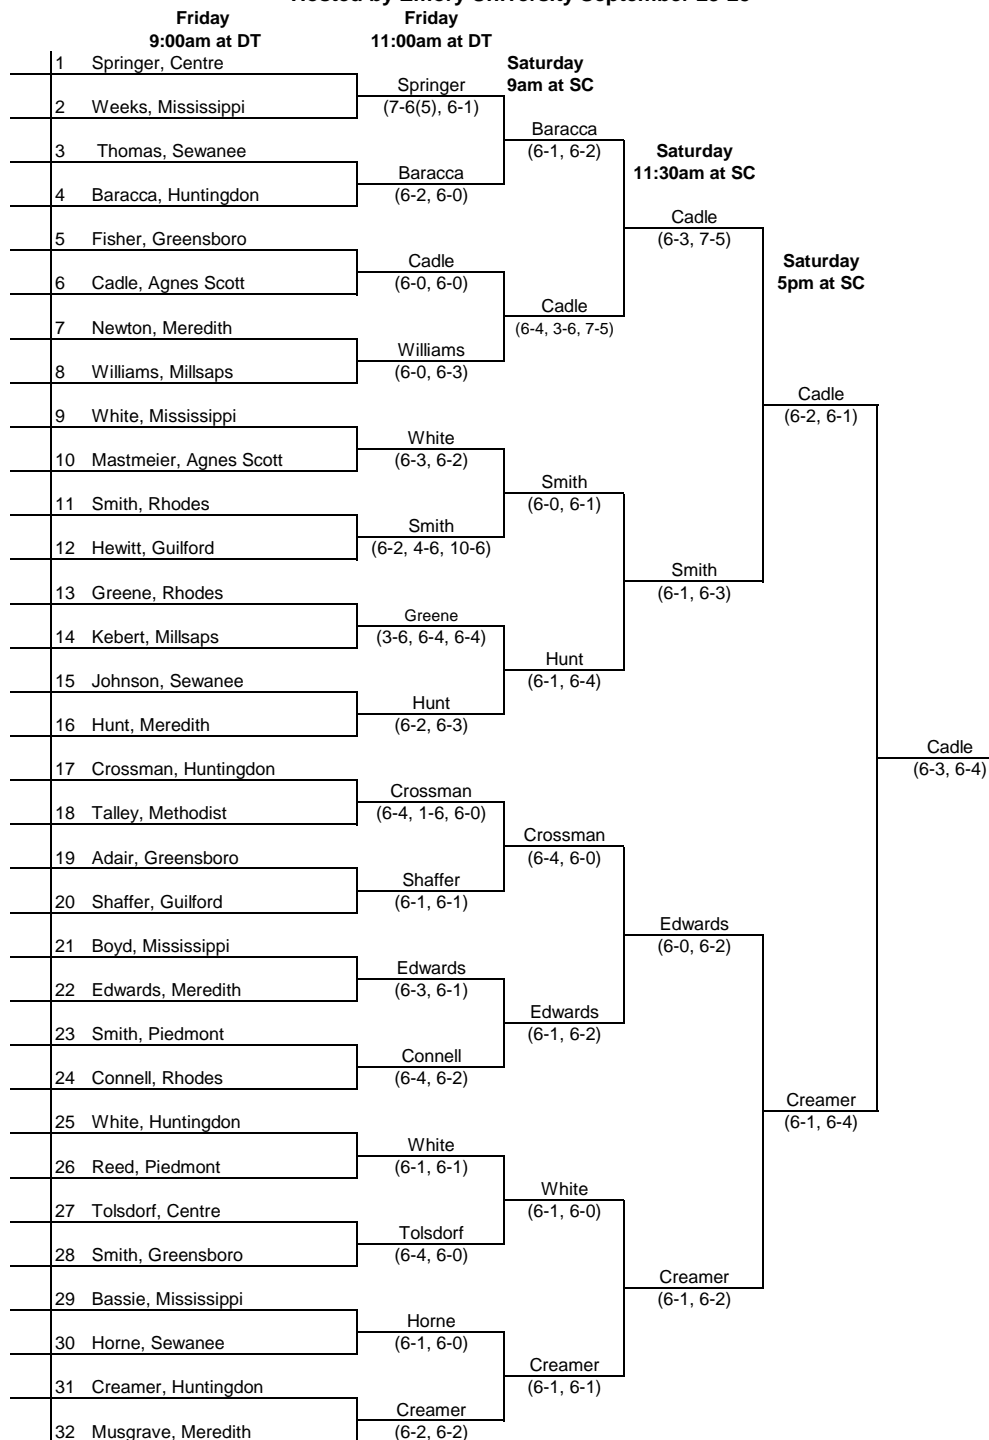 Hosted by Emory University September
Friday Friday
9:00am at DT 11:00am at DT
1 Springer, Centre Saturday
Springer 9am at SC
2 Weeks, Mississippi (7-6(5), 6-1)
Baracca
3 Thomas, Sewanee (6-1, 6-2) Saturday
Baracca 11:30am at SC
4 Baracca, Huntingdon (6-2, 6-0)
Cadle
5 Fisher, Greensboro (6-3, 7-5)
Cadle Saturday
6 Cadle, Agnes Scott (6-0, 6-0) 5pm at SC
Cadle
7 Newton, Meredith (6-4, 3-6, 7-5)
Williams
8 Williams, Millsaps (6-0, 6-3)
Cadle
9 White, Mississippi (6-2, 6-1)
White
10 Mastmeier, Agnes Scott (6-3, 6-2)
Smith
11 Smith, Rhodes (6-0, 6-1)
Smith
12 Hewitt, Guilford (6-2, 4-6, 10-6)
Smith
13 Greene, Rhodes (6-1, 6-3)
Greene
14 Kebert, Millsaps (3-6, 6-4, 6-4)
Hunt
15 Johnson, Sewanee (6-1, 6-4)
Hunt
16 Hunt, Meredith (6-2, 6-3)
Cadle
17 Crossman, Huntingdon (6-3, 6-4)
Crossman
18 Talley, Methodist (6-4, 1-6, 6-0)
Crossman
19 Adair, Greensboro (6-4, 6-0)
Shaffer
20 Shaffer, Guilford (6-1, 6-1)
Edwards
21 Boyd, Mississippi (6-0, 6-2)
Edwards
22 Edwards, Meredith (6-3, 6-1)
Edwards
23 Smith, Piedmont (6-1, 6-2)
Connell
24 Connell, Rhodes (6-4, 6-2)
Creamer
25 White, Huntingdon (6-1, 6-4)
White
26 Reed, Piedmont (6-1, 6-1)
White
27 Tolsdorf, Centre (6-1, 6-0)
Tolsdorf
28 Smith, Greensboro (6-4, 6-0)
Creamer
29 Bassie, Mississippi (6-1, 6-2)
Horne
30 Horne, Sewanee (6-1, 6-0)
Creamer
31 Creamer, Huntingdon (6-1, 6-1)
Creamer
32 Musgrave, Meredith (6-2, 6-2)